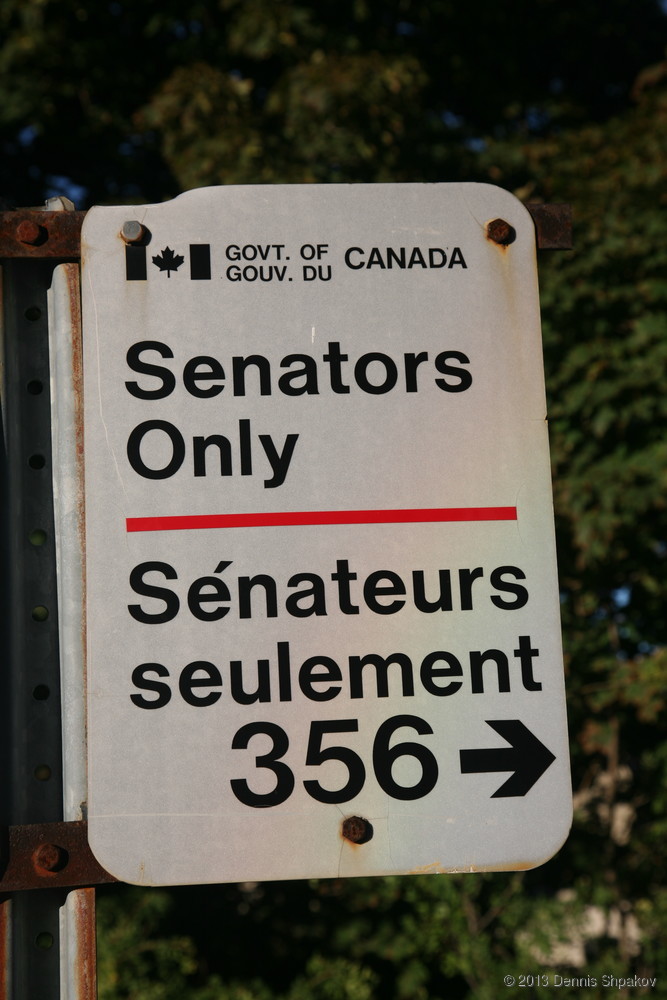 GOVT. OF CANADA
GOUV. DU
Senators
Only
Sénateurs
seulement
356
© 2013 Dennis Shpakov